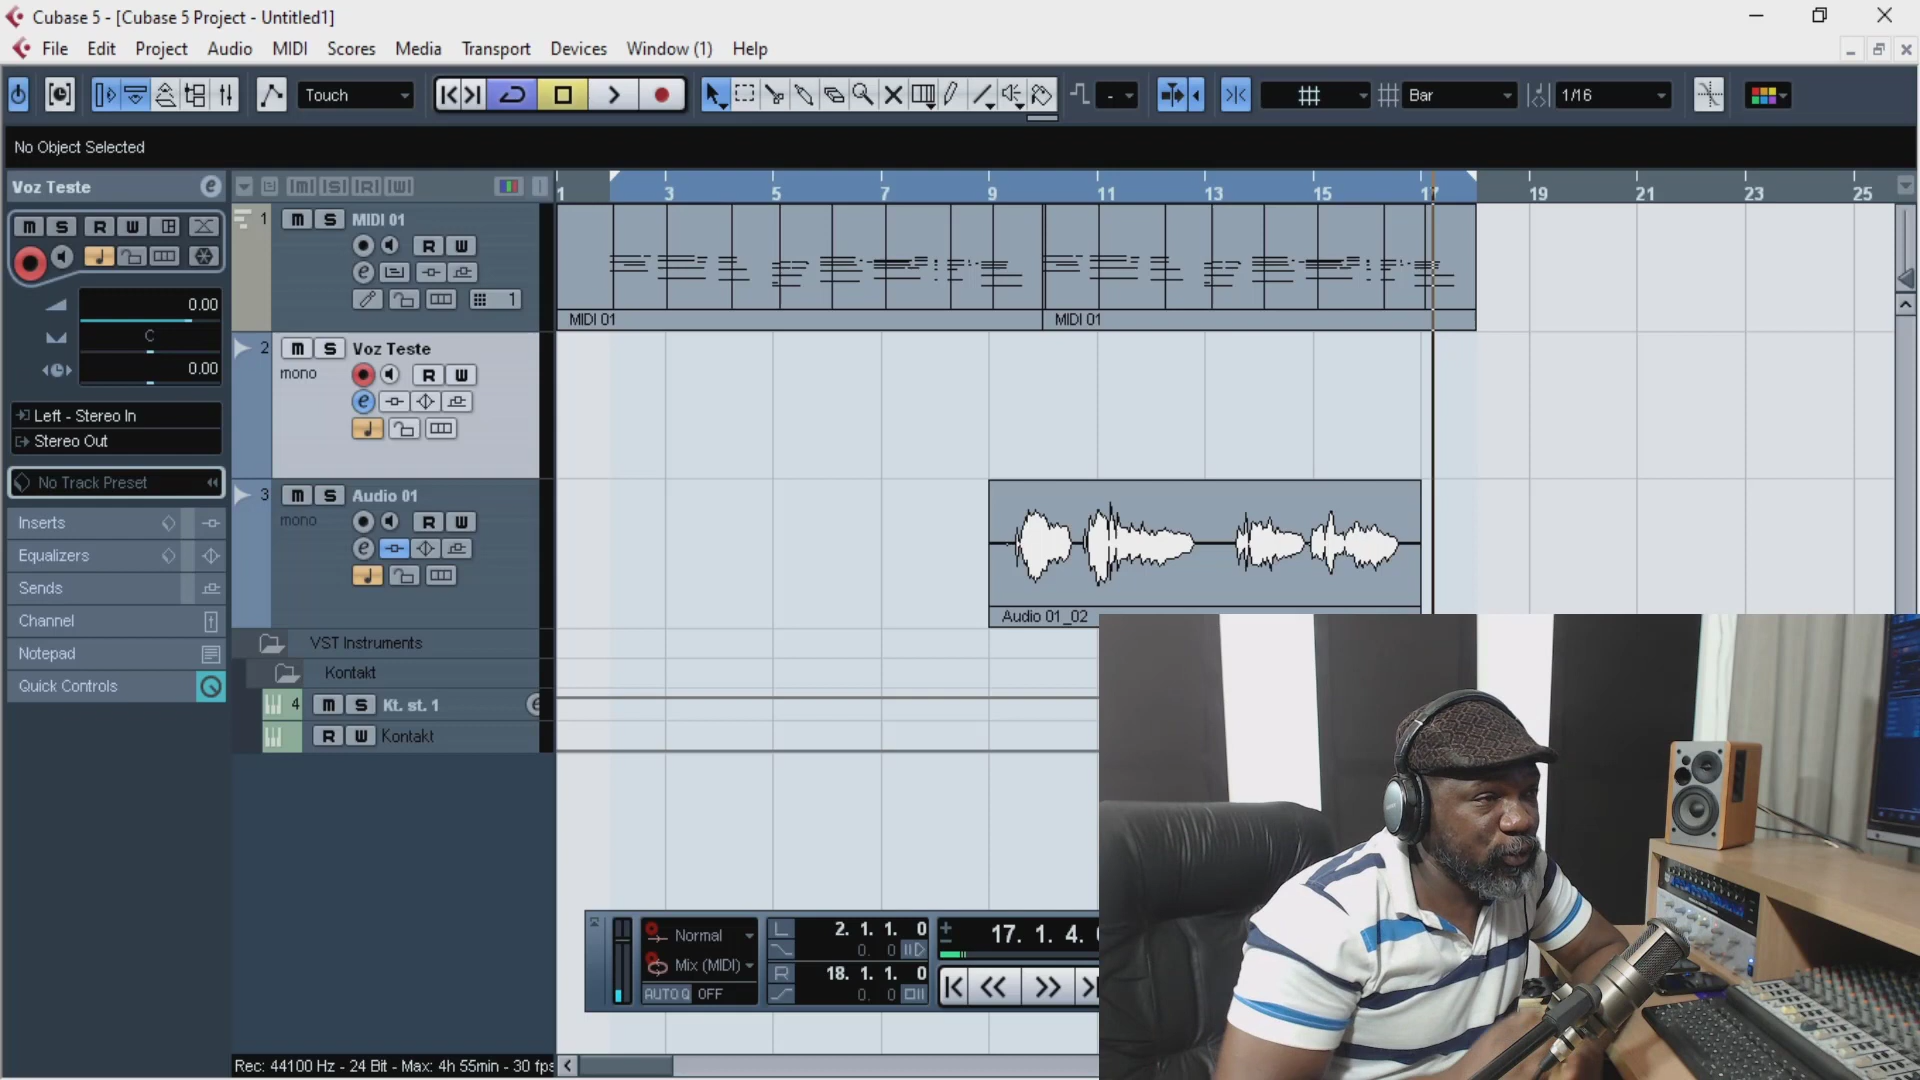 Cubase 5 - [Cubase 5 Project - Untitled1]
File Edit Project Audio MIDI Scores Media Transport Devices Window (1) Help
Touch - Bar 1/16
No Object Selected
Voz Teste
M S R W
0.00
C
0.00
Left - Stereo In
Stereo Out
No Track Preset
Inserts
Equalizers
Sends
Channel
Notepad
Quick Controls
M S R W
1 3 5 7 9 11 13 15 17 19 21 23 25
1 M S MIDI 01
R W
1
2 M S Voz Teste
mono R W
3 M S Audio 01
mono R W
VST Instruments
Kontakt
4 M S Kt. st. 1
R W Kontakt
MIDI 01 MIDI 01
Audio 01_02
Normal
Mix (MIDI)
AUTO Q OFF
L 2. 1. 1. 0
0. 0
R 18. 1. 1. 0
0. 0
17. 1. 4.
Rec: 44100 Hz - 24 Bit - Max: 4h 55min - 30 fps